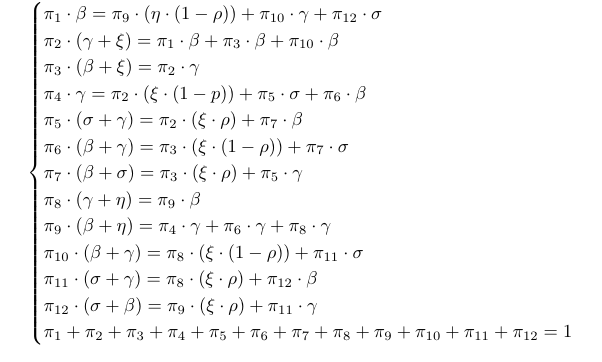 π₁ · β = π₉ · (η · (1 − ρ)) + π₁₀ · γ + π₁₂ · σ
π₂ · (γ + ξ) = π₁ · β + π₃ · β + π₁₀ · β
π₃ · (β + ξ) = π₂ · γ
π₄ · γ = π₂ · (ξ · (1 − p)) + π₅ · σ + π₆ · β
π₅ · (σ + γ) = π₂ · (ξ · ρ) + π₇ · β
π₆ · (β + γ) = π₃ · (ξ · (1 − ρ)) + π₇ · σ
π₇ · (β + σ) = π₃ · (ξ · ρ) + π₅ · γ
π₈ · (γ + η) = π₉ · β
π₉ · (β + η) = π₄ · γ + π₆ · γ + π₈ · γ
π₁₀ · (β + γ) = π₈ · (ξ · (1 − ρ)) + π₁₁ · σ
π₁₁ · (σ + γ) = π₈ · (ξ · ρ) + π₁₂ · β
π₁₂ · (σ + β) = π₉ · (ξ · ρ) + π₁₁ · γ
π₁ + π₂ + π₃ + π₄ + π₅ + π₆ + π₇ + π₈ + π₉ + π₁₀ + π₁₁ + π₁₂ = 1